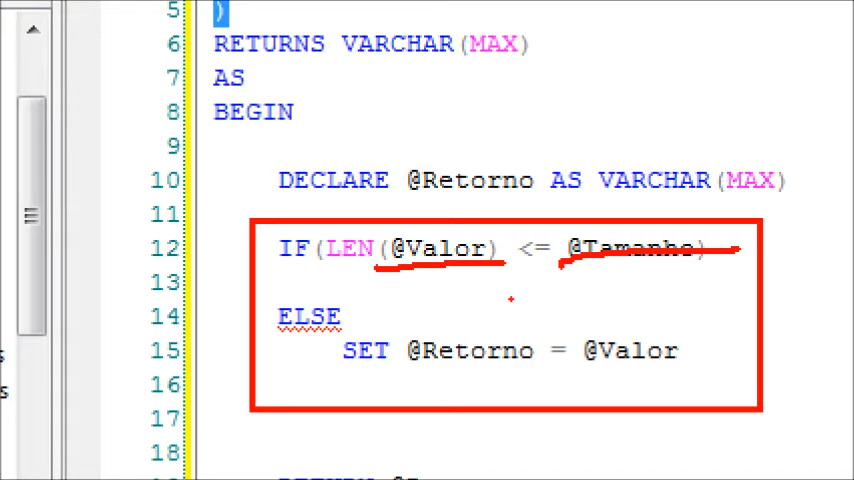 5 )
6 RETURNS VARCHAR(MAX)
7 AS
8 BEGIN
9
10 DECLARE @Retorno AS VARCHAR(MAX)
11
12 IF(LEN(@Valor) <= @Tamanho)
13
14 ELSE
15 SET @Retorno = @Valor
16
17
18